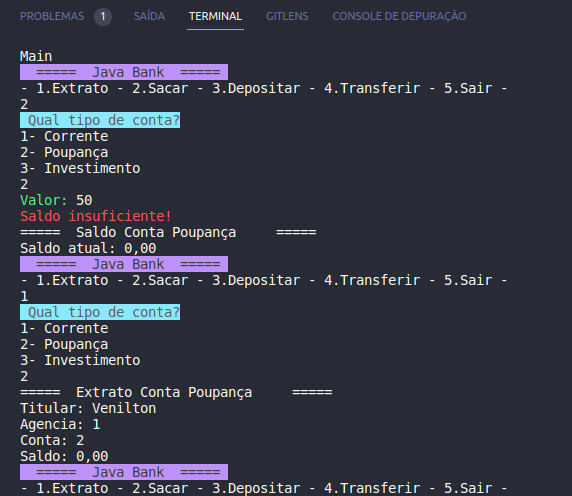 PROBLEMAS 1 SAÍDA TERMINAL GITLENS CONSOLE DE DEPURAÇÃO
Main
===== Java Bank =====
- 1.Extrato - 2.Sacar - 3.Depositar - 4.Transferir - 5.Sair -
2
Qual tipo de conta?
1- Corrente
2- Poupança
3- Investimento
2
Valor: 50
Saldo insuficiente!
===== Saldo Conta Poupança =====
Saldo atual: 0,00
===== Java Bank =====
- 1.Extrato - 2.Sacar - 3.Depositar - 4.Transferir - 5.Sair -
1
Qual tipo de conta?
1- Corrente
2- Poupança
3- Investimento
2
===== Extrato Conta Poupança =====
Titular: Venilton
Agencia: 1
Conta: 2
Saldo: 0,00
===== Java Bank =====
- 1.Extrato - 2.Sacar - 3.Depositar - 4.Transferir - 5.Sair -